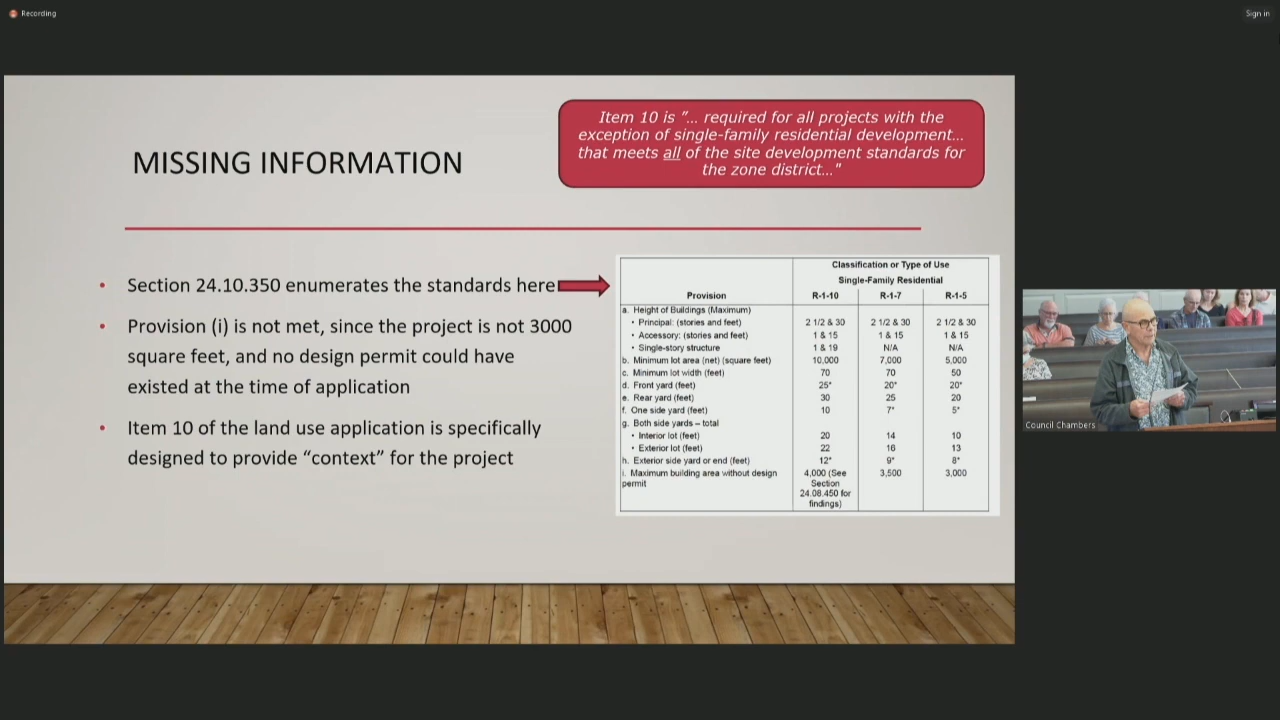 Recording
Sign in
Item 10 is "... required for all projects with the
exception of single-family residential development...
that meets all of the site development standards for
the zone district..."
MISSING INFORMATION
• Section 24.10.350 enumerates the standards here
• Provision (i) is not met, since the project is not 3000
square feet, and no design permit could have
existed at the time of application
• Item 10 of the land use application is specifically
designed to provide “context” for the project
Classification or Type of Use
Single-Family Residential
Provision R-1-10 R-1-7 R-1-5
a. Height of Buildings (Maximum)
• Principal: (stories and feet) 2 1/2 & 30 2 1/2 & 30 2 1/2 & 30
• Accessory: (stories and feet) 1 & 15 1 & 15 1 & 15
• Single-story structure 1 & 19 N/A N/A
b. Minimum lot area (net) (square feet) 10,000 7,000 5,000
c. Minimum lot width (feet) 70 70 50
d. Front yard (feet) 25* 20* 20*
e. Rear yard (feet) 30 25 20
f. One side yard (feet) 10 7* 5*
g. Both side yards – total
• Interior lot (feet) 20 14 10
• Exterior lot (feet) 22 16 13
h. Exterior side yard or end (feet) 12* 9* 8*
i. Maximum building area without design 4,000 (See 3,500 3,000
permit Section
24.08.450 for
findings)
Council Chambers